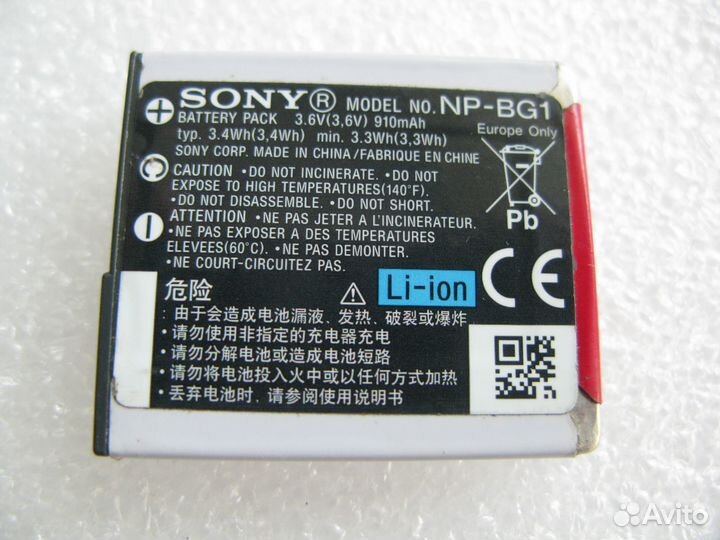 SONY® MODEL NO. NP-BG1
BATTERY PACK 3.6V(3,6V) 910mAh
typ. 3.4Wh(3,4Wh) min. 3.3Wh(3,3Wh)
SONY CORP. MADE IN CHINA/FABRIQUE EN CHINE
Europe Only
Pb
CAUTION • DO NOT INCINERATE. • DO NOT
EXPOSE TO HIGH TEMPERATURES(140°F).
• DO NOT DISASSEMBLE. • DO NOT SHORT.
ATTENTION • NE PAS JETER A L'INCINERATEUR.
• NE PAS EXPOSER A DES TEMPERATURES
ELEVEES(60°C). • NE PAS DEMONTER.
• NE COURT-CIRCUITEZ PAS.
CE
危险 Li-ion
:由于会造成电池漏液、发热、破裂或爆炸
•请勿使用非指定的充电器充电
•请勿分解电池或造成电池短路
•请勿将电池投入火中或以任何方式加热
•丢弃电池时,请参阅使用说明书
Avito